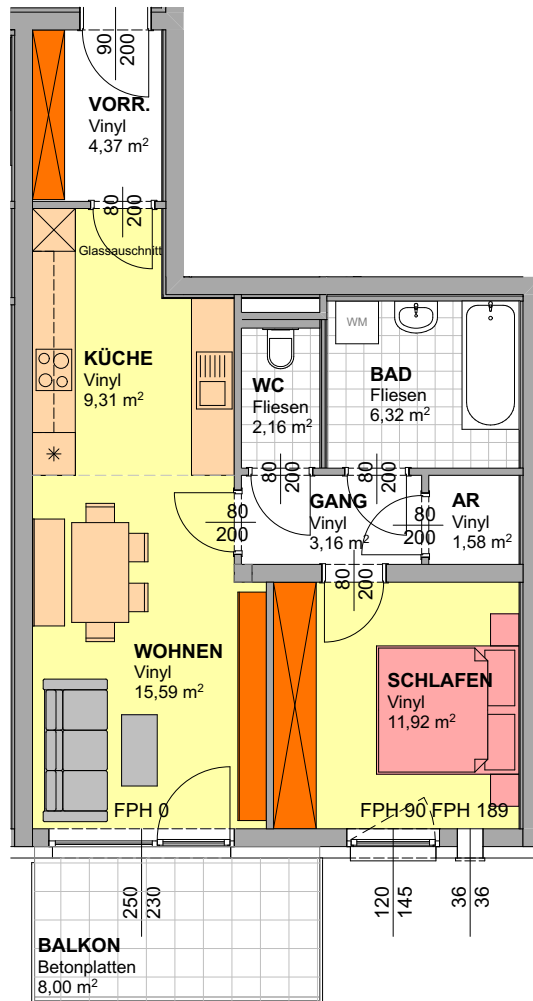 90
200
VORR.
Vinyl
4,37 m²
80
200
Glassauschnitt
KÜCHE
Vinyl
9,31 m²
WM
WC
Fliesen
2,16 m²
BAD
Fliesen
6,32 m²
80
200
80
200
GANG
Vinyl
3,16 m²
80
200
80
200
AR
Vinyl
1,58 m²
80
200
WOHNEN
Vinyl
15,59 m²
SCHLAFEN
Vinyl
11,92 m²
FPH 0
FPH 90 FPH 189
250
230
120
145
36
36
BALKON
Betonplatten
8,00 m²